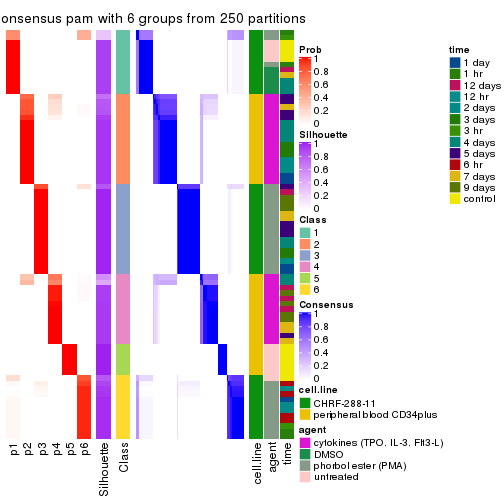 onsensus pam with 6 groups from 250 partitions
Prob
1
0.8
0.6
0.4
0.2
0
Silhouette
1
0.8
0.6
0.4
0.2
0
Class
1
2
3
4
5
6
Consensus
1
0.8
0.6
0.4
0.2
0
cell.line
CHRF-288-11
peripheral blood CD34plus
agent
cytokines (TPO, IL-3, Flt3-L)
DMSO
phorbol ester (PMA)
untreated
time
1 day
1 hr
12 days
12 hr
2 days
3 days
3 hr
4 days
5 days
6 hr
7 days
9 days
control
p1
p2
p3
p4
p5
p6
Silhouette
Class
cell.line
agent
time